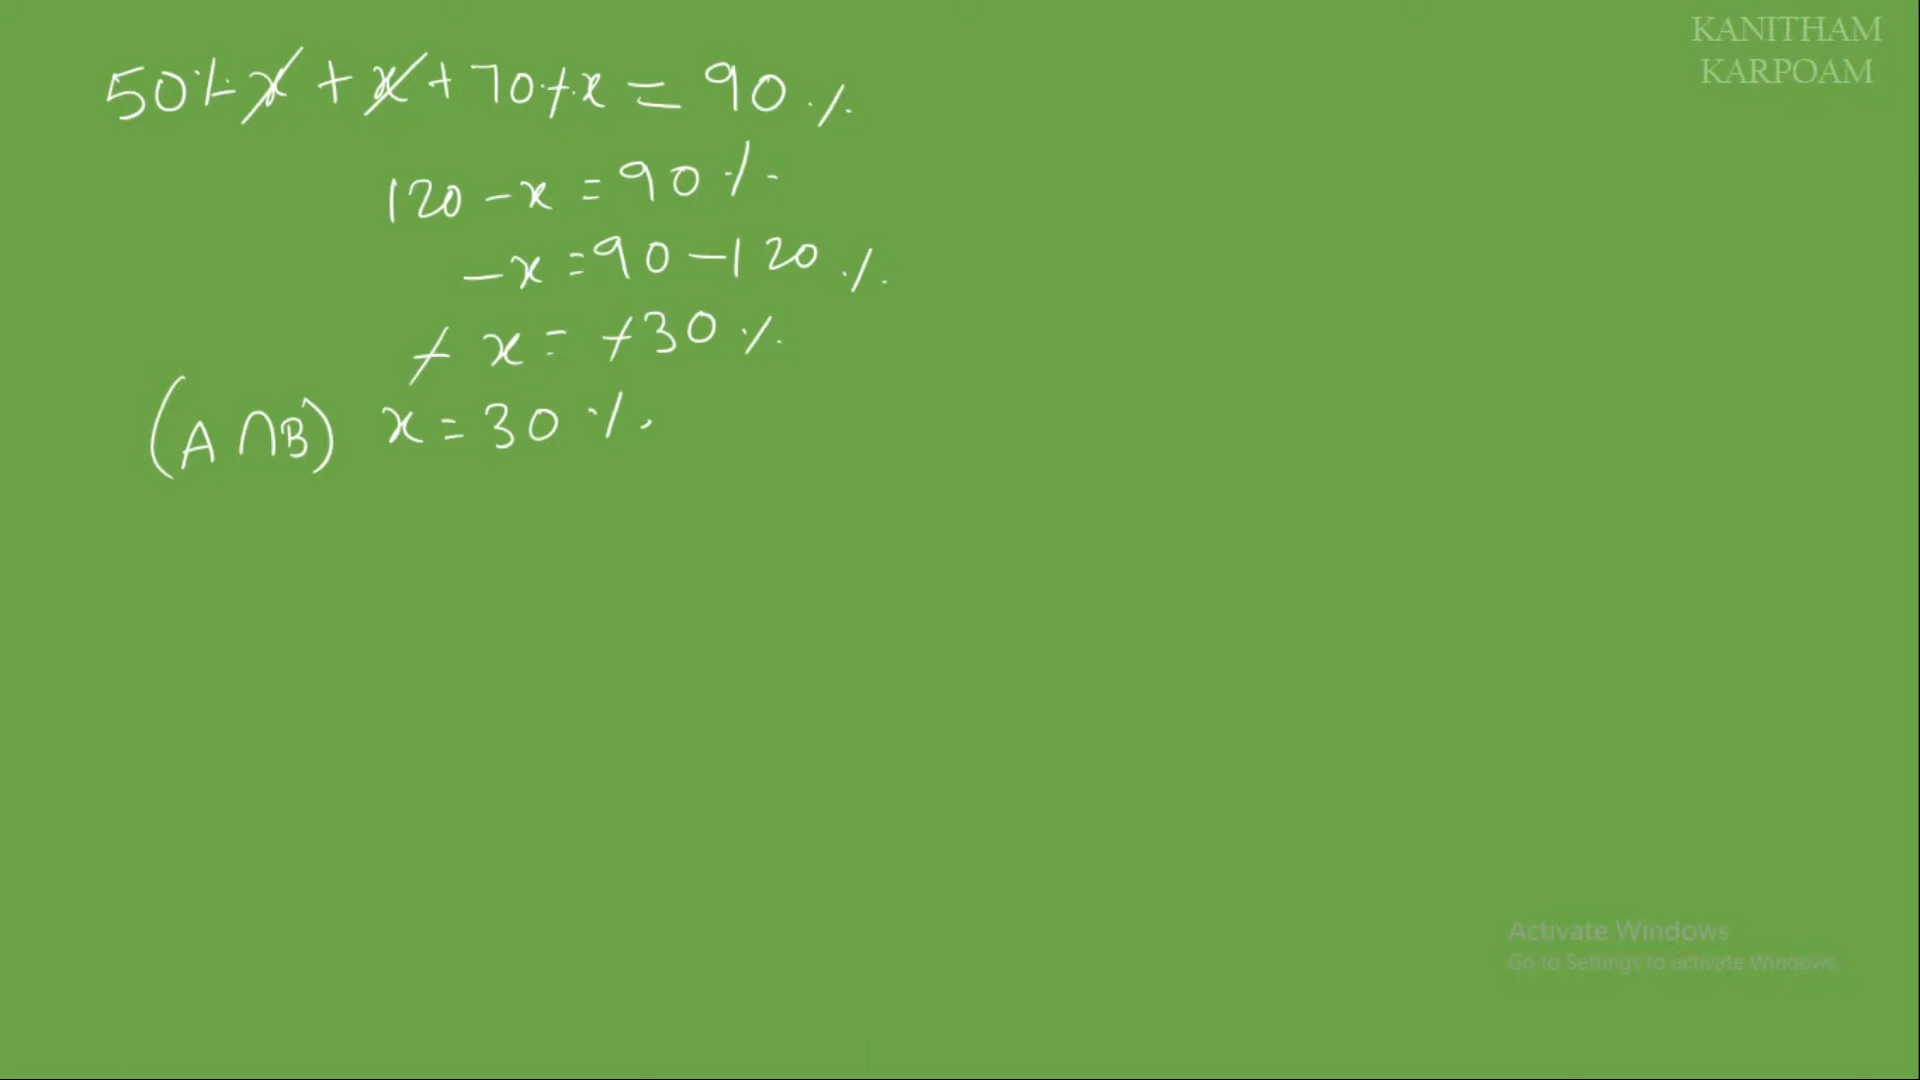 KANITHAM
KARPOAM
50%-x + x + 70%-x = 90%
120 - x = 90%
-x = 90 - 120%
+ x = +30%
(A∩B) x = 30%
Activate Windows
Go to Settings to activate Windows.